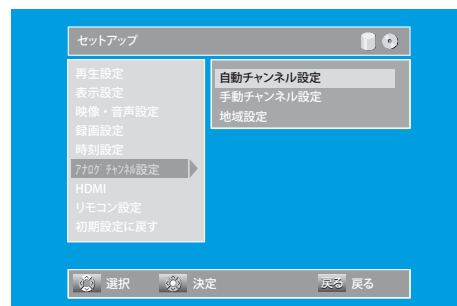 セットアップ
再生設定
表示設定
映像・音声設定
録画設定
時刻設定
ｱﾅﾛｸﾞﾁｬﾝﾈﾙ設定
HDMI
リモコン設定
初期設定に戻す
自動チャンネル設定
手動チャンネル設定
地域設定
選択 決定 戻る 戻る